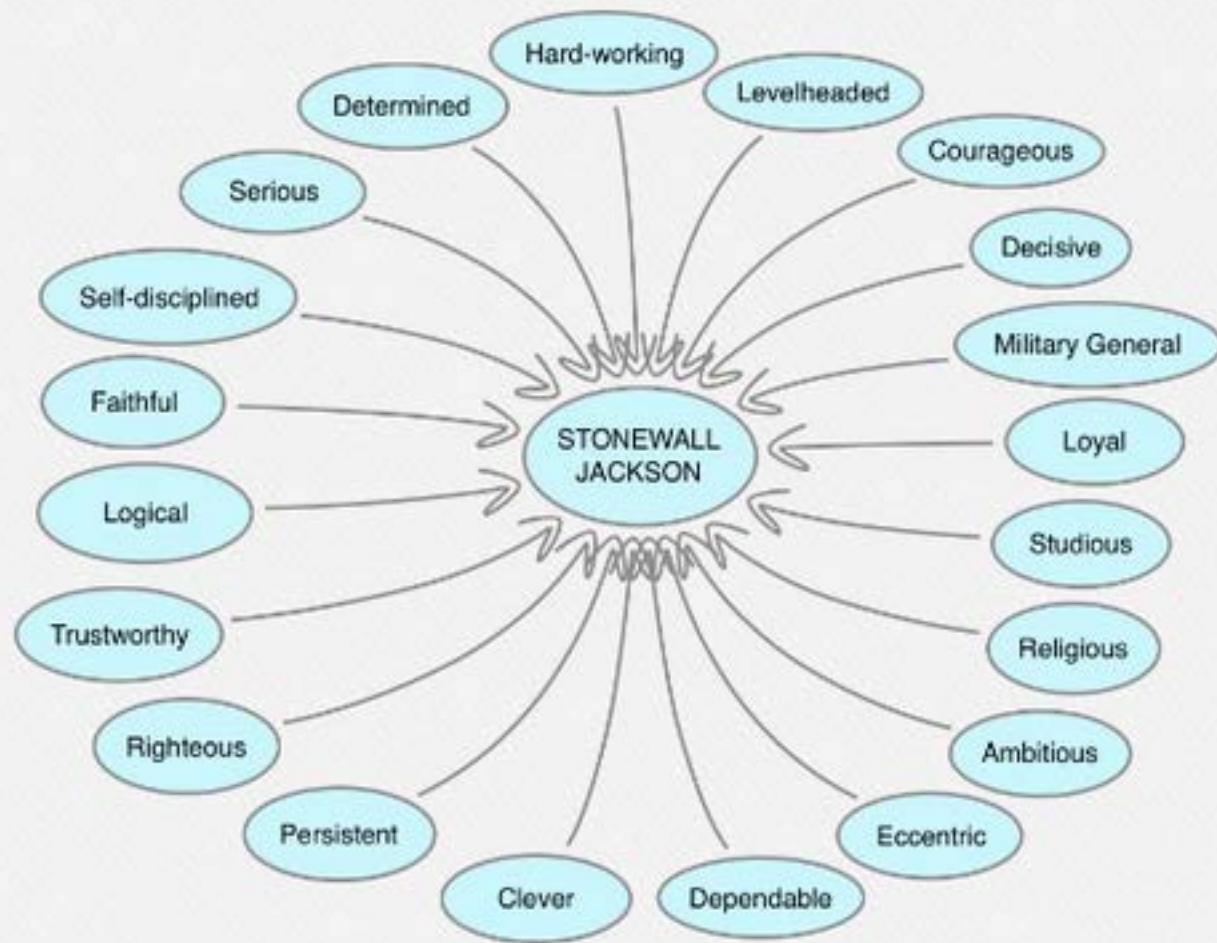 Hard-working
Levelheaded
Determined
Courageous
Serious
Decisive
Self-disciplined
Military General
Faithful
STONEWALL
JACKSON
Loyal
Logical
Studious
Trustworthy
Religious
Righteous
Ambitious
Persistent
Eccentric
Clever
Dependable